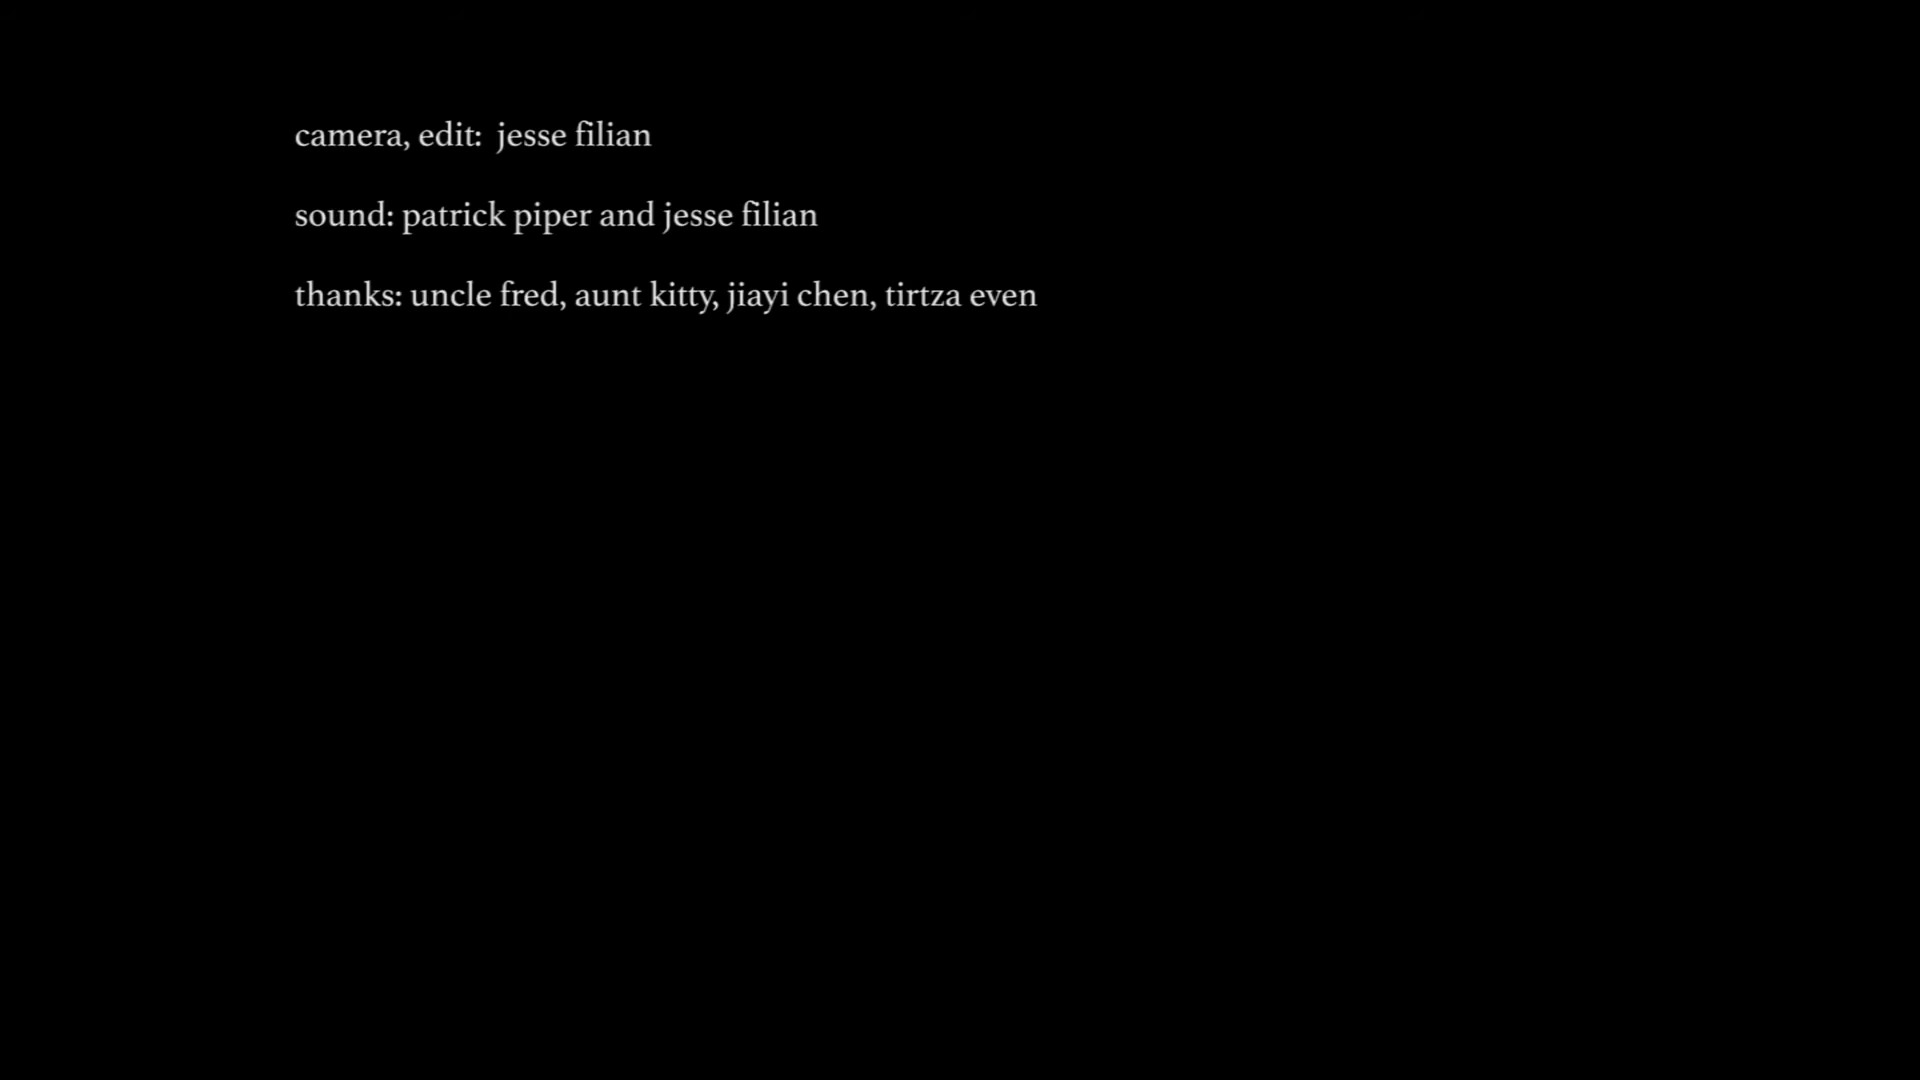 camera, edit:  jesse filian
sound: patrick piper and jesse filian
thanks: uncle fred, aunt kitty, jiayi chen, tirtza even